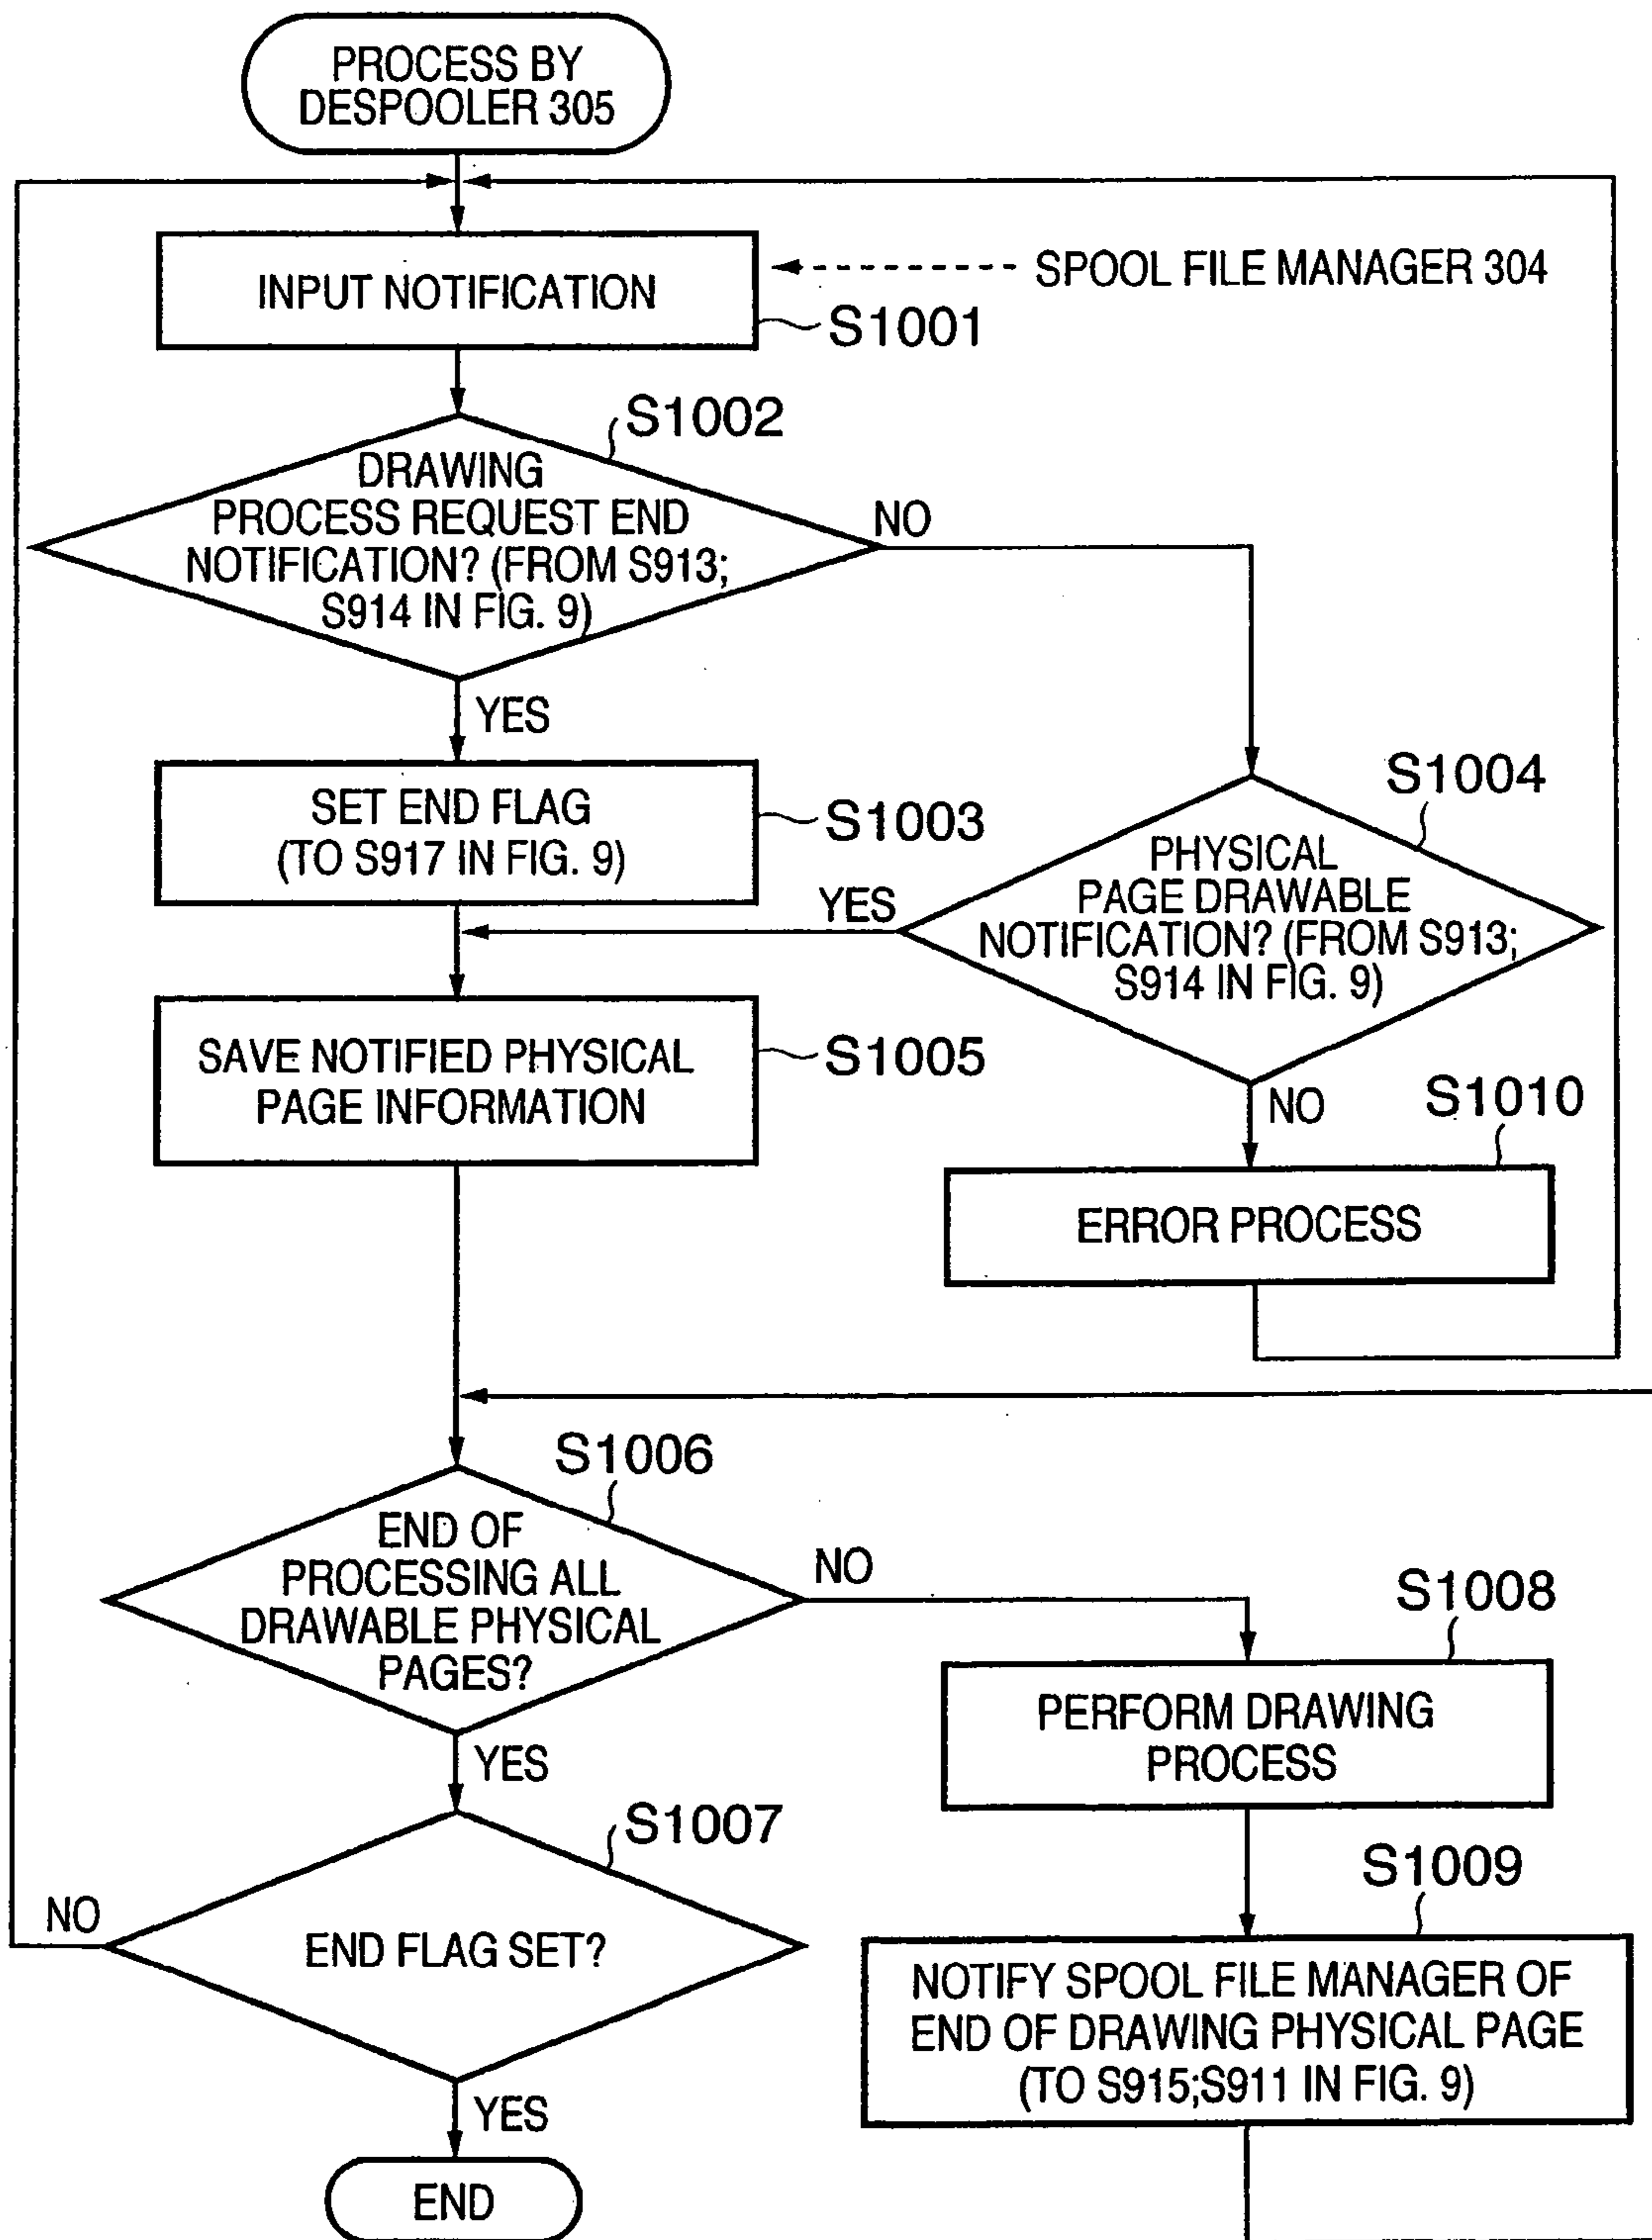 PROCESS BY
DESPOOLER 305
INPUT NOTIFICATION
SPOOL FILE MANAGER 304
S1001
S1002
DRAWING
PROCESS REQUEST END
NOTIFICATION? (FROM S913;
S914 IN FIG. 9)
NO
YES
SET END FLAG
(TO S917 IN FIG. 9)
S1003
S1004
PHYSICAL
PAGE DRAWABLE
NOTIFICATION? (FROM S913;
S914 IN FIG. 9)
YES
NO
SAVE NOTIFIED PHYSICAL
PAGE INFORMATION
S1005
S1010
ERROR PROCESS
S1006
END OF
PROCESSING ALL
DRAWABLE PHYSICAL
PAGES?
NO
YES
S1008
PERFORM DRAWING
PROCESS
S1007
END FLAG SET?
NO
YES
S1009
NOTIFY SPOOL FILE MANAGER OF
END OF DRAWING PHYSICAL PAGE
(TO S915;S911 IN FIG. 9)
END